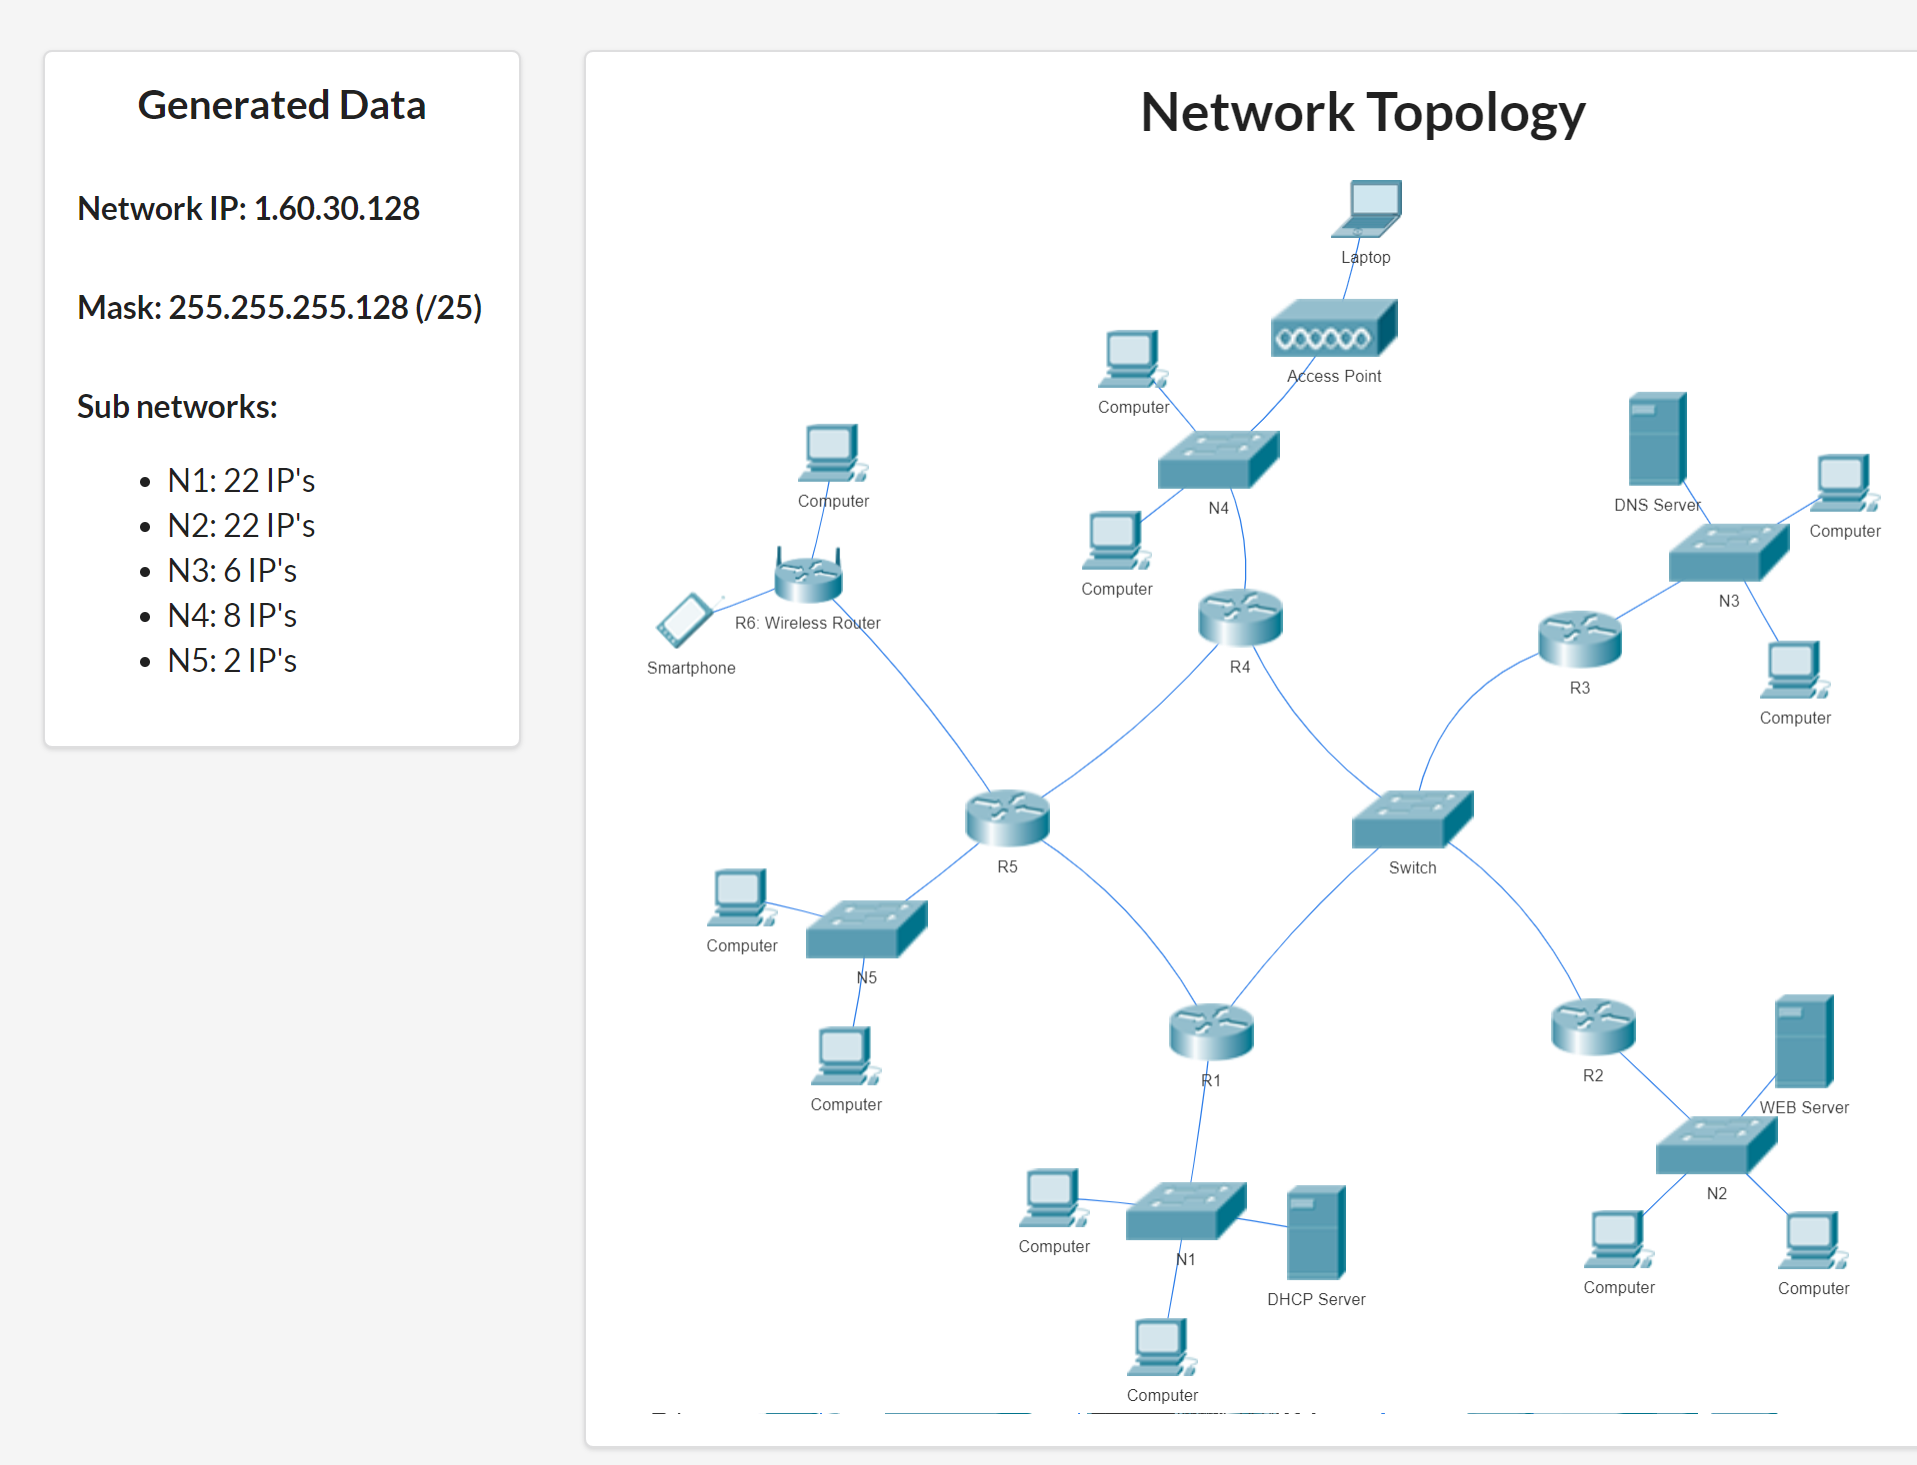 Generated Data
Network IP: 1.60.30.128
Mask: 255.255.255.128 (/25)
Sub networks:
N1: 22 IP's
N2: 22 IP's
N3: 6 IP's
N4: 8 IP's
N5: 2 IP's
Network Topology
Laptop
Access Point
Computer
DNS Server
Computer
N4
Computer
Computer
N3
R6: Wireless Router
Smartphone
R4
R3
Computer
R5
Switch
Computer
N5
Computer
R1
R2
WEB Server
N2
Computer
N1
DHCP Server
Computer
Computer
Computer